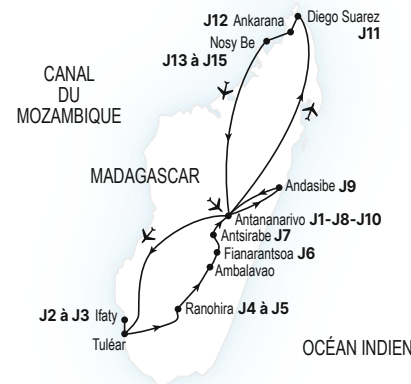 J12 Ankarana
Diego Suarez
J11
Nosy Be
J13 à J15
CANAL
DU
MOZAMBIQUE
MADAGASCAR
Andasibe J9
Antananarivo J1-J8-J10
Antsirabe J7
Fianarantsoa J6
Ambalavao
J2 à J3 Ifaty
Ranohira J4 à J5
Tuléar
OCÉAN INDIEN